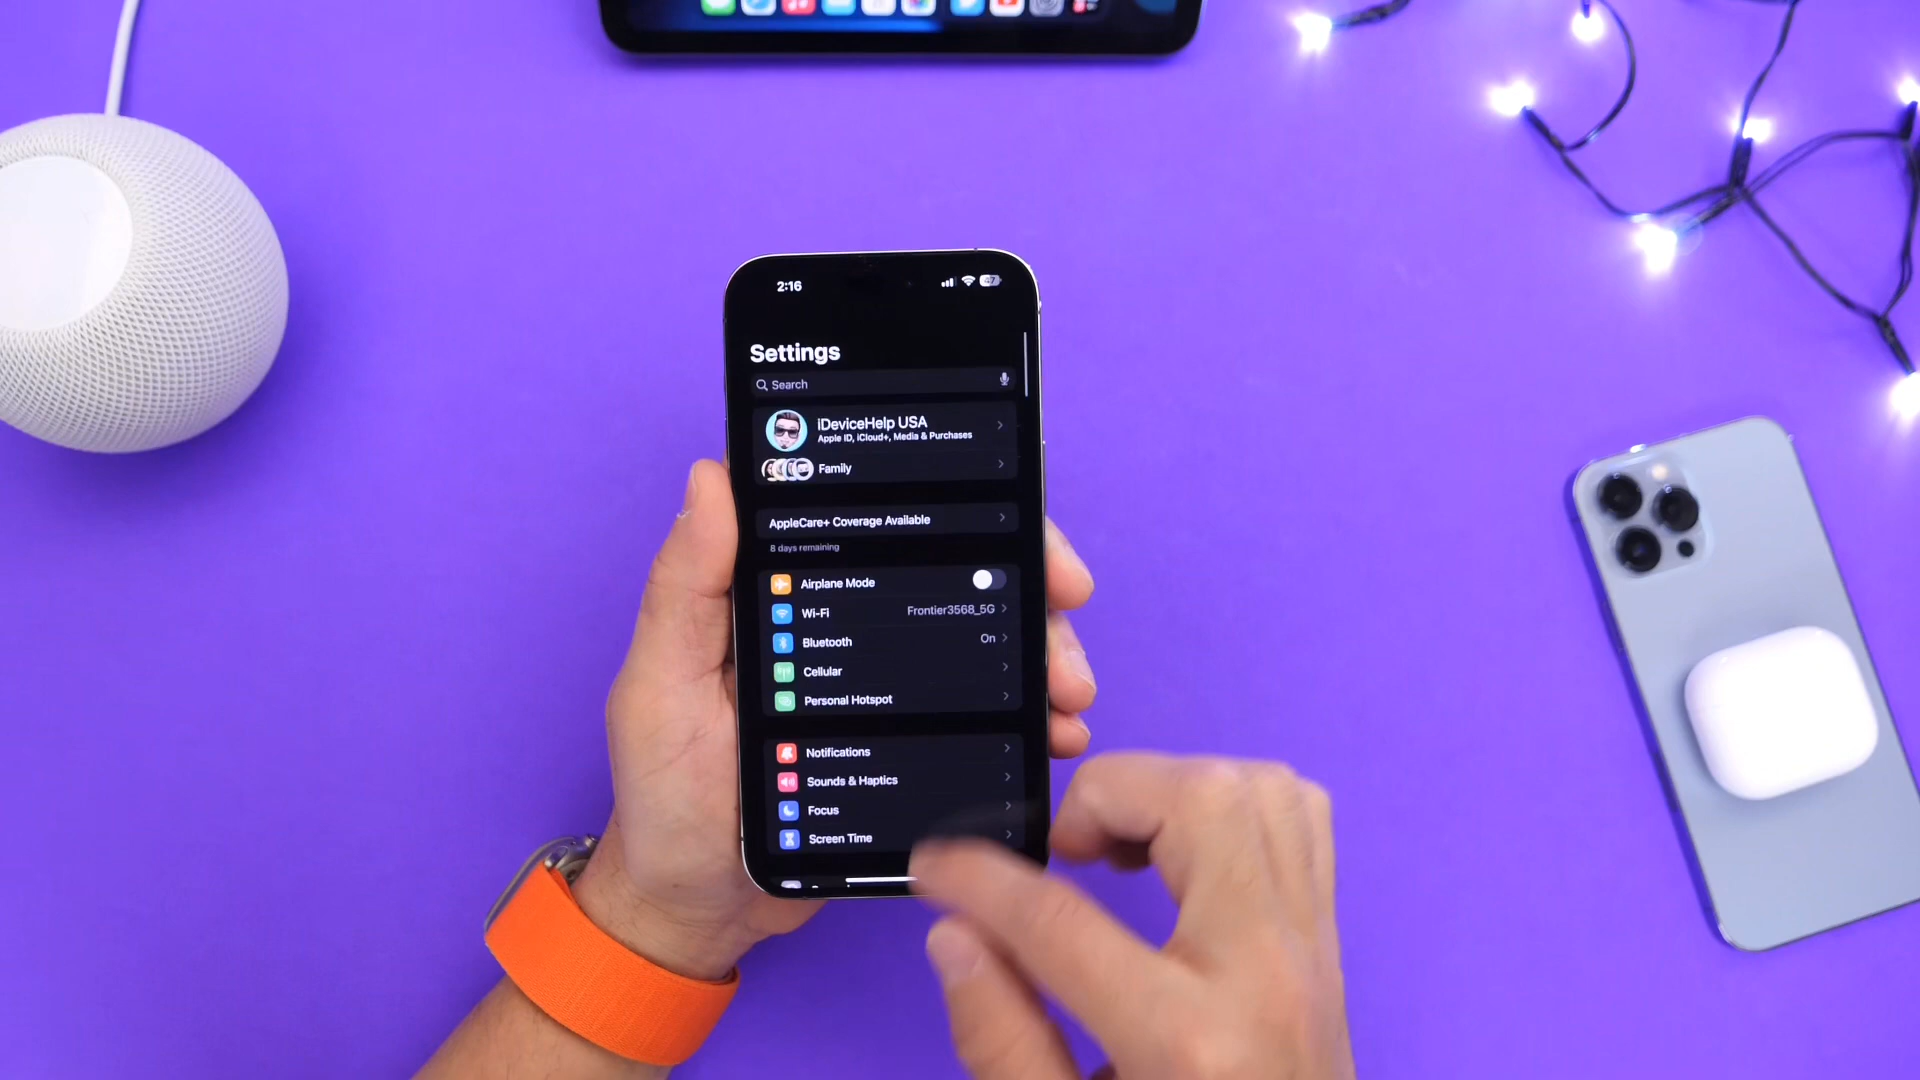 2:16
47
Settings
Search
iDeviceHelp USA
Apple ID, iCloud+, Media & Purchases
Family
AppleCare+ Coverage Available
8 days remaining
Airplane Mode
Wi-Fi Frontier3568_5G
Bluetooth On
Cellular
Personal Hotspot
Notifications
Sounds & Haptics
Focus
Screen Time